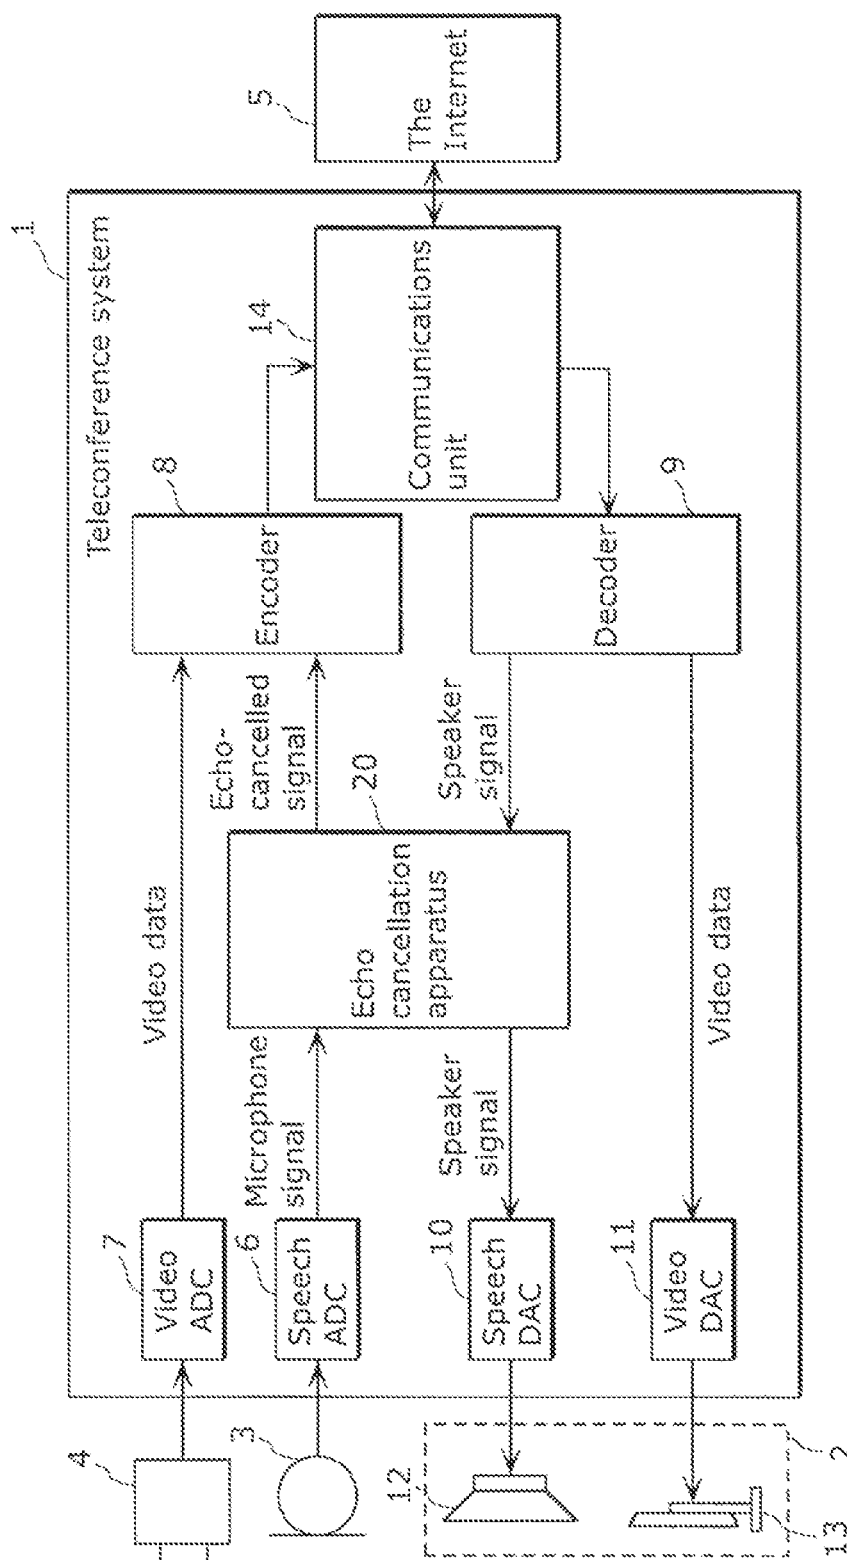 1
Teleconference system
4
7
Video
ADC
Video data
8
Encoder
14
Communications
unit
5
The
Internet
3
6
Speech
ADC
Microphone
signal
Echo-
cancelled
signal
20
Echo
cancellation
apparatus
12
10
Speech
DAC
Speaker
signal
Speaker
signal
9
Decoder
13
11
Video
DAC
Video data
2